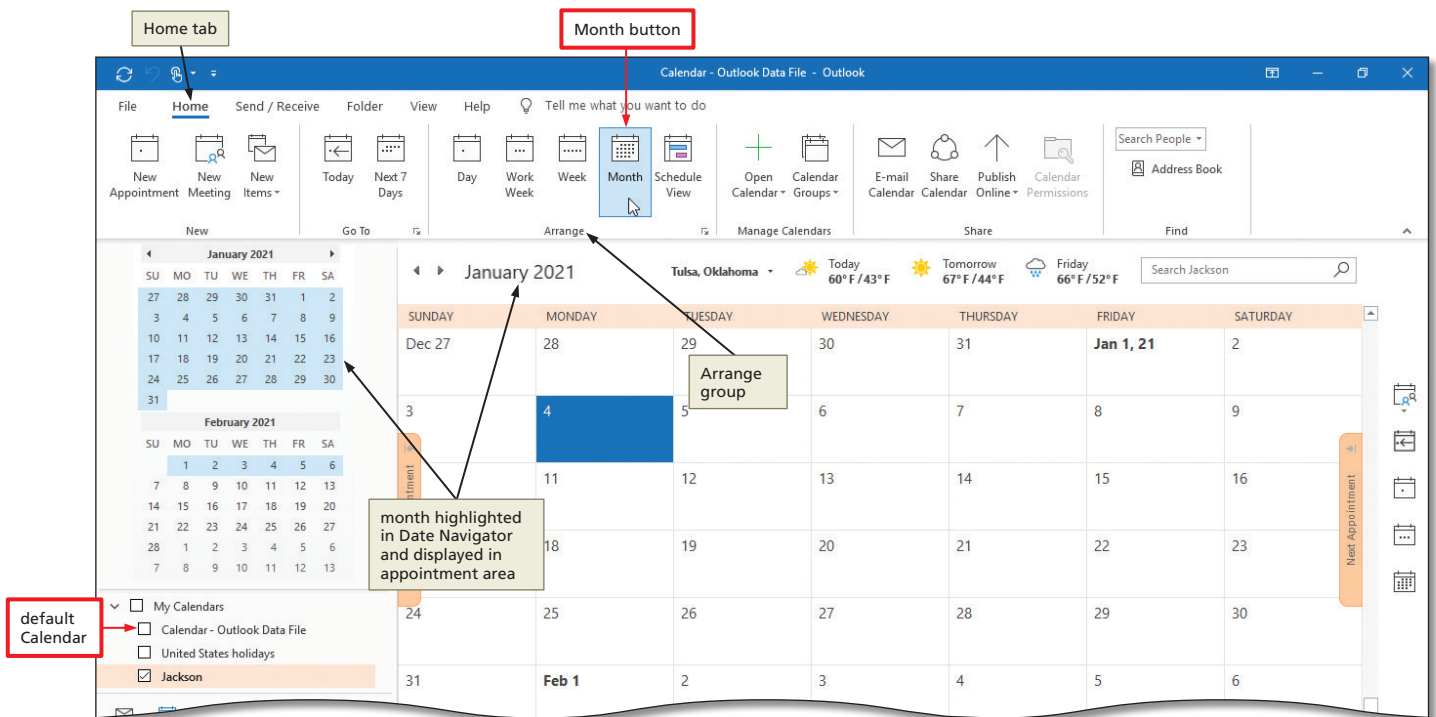 Home tab
Month button
Calendar - Outlook Data File - Outlook
File Home Send / Receive Folder View Help Tell me what you want to do
New Appointment
New Meeting
New Items
Today
Next 7 Days
Day
Work Week
Week
Month
Schedule View
Open Calendar
Calendar Groups
E-mail Calendar
Share Calendar
Publish Online
Calendar Permissions
Search People
Address Book
New Go To Arrange Manage Calendars Share Find
January 2021
SU MO TU WE TH FR SA
27 28 29 30 31 1 2
3 4 5 6 7 8 9
10 11 12 13 14 15 16
17 18 19 20 21 22 23
24 25 26 27 28 29 30
31
February 2021
SU MO TU WE TH FR SA
1 2 3 4 5 6
7 8 9 10 11 12 13
14 15 16 17 18 19 20
21 22 23 24 25 26 27
28 1 2 3 4 5 6
7 8 9 10 11 12 13
My Calendars
default
Calendar
Calendar - Outlook Data File
United States holidays
Jackson
January 2021
Tulsa, Oklahoma
Today
60° F / 43° F
Tomorrow
67° F / 44° F
Friday
66° F / 52° F
Search Jackson
SUNDAY MONDAY TUESDAY WEDNESDAY THURSDAY FRIDAY SATURDAY
Dec 27 28 29 30 31 Jan 1, 21 2
Arrange
group
3 4 5 6 7 8 9
11 12 13 14 15 16
month highlighted
in Date Navigator
and displayed in
appointment area
18 19 20 21 22 23
24 25 26 27 28 29 30
31 Feb 1 2 3 4 5 6
Next Appointment